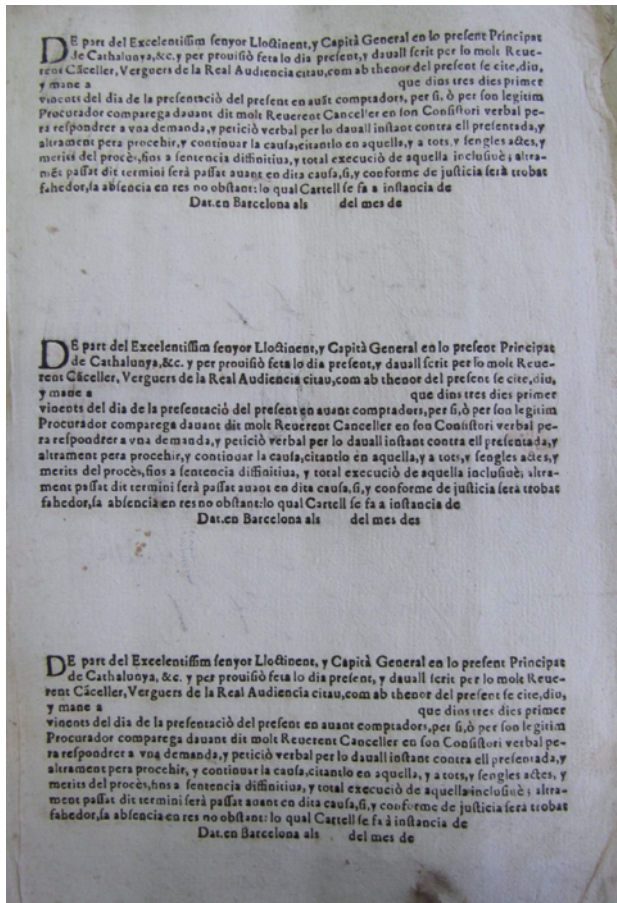 DE part del Excelentissim senyor Lloctinent, y Capità General en lo present Principat
de Cathalunya, &c. y per prouisiò feta lo dia present, y dauall scrit per lo molt Reue-
rent Cãceller, Verguers de la Real Audiencia citau, com ab thenor del present se cite, diu,
y mane a que dins tres dies primer
vinents del dia de la presentaciò del present en auãt comptadors, per si, ò per son legitim
Procurador comparega dauant dit molt Reuerent Canceller en son Consistori verbal pe-
ra respondrer a vna demanda, y petició verbal per lo dauall instant contra ell presentada, y
altrament pera procehir, y continuar la causa, citantlo en aquella, y a tots, y sengles actes, y
merits del procès, fins a sentencia diffinitiua, y total execuciò de aquella inclusiuè; altra-
mẽt passat dit termini serà passat auant en dita causa, si, y conforme de justicia serà trobat
fahedor, sa absencia en res no obstant: lo qual Cartell se fa a instancia de
Dat. en Barcelona als del mes de
DE part del Excelentissim senyor Lloctinent, y Capità General en lo present Principat
de Cathalunya, &c. y per prouisiò feta lo dia present, y dauall scrit per lo molt Reue-
rent Cãceller, Verguers de la Real Audiencia citau, com ab thenor del present se cite, diu,
y mane a que dins tres dies primer
vinents del dia de la presentaciò del present en auant comptadors, per si, ò per son legitim
Procurador comparega dauant dit molt Reuerent Canceller en son Consistori verbal pe-
ra respondrer a vna demanda, y petició verbal per lo dauall instant contra ell presentada, y
altrament pera procehir, y continuar la causa, citantlo en aquella, y a tots, y sengles actes, y
merits del procès, fins a sentencia diffinitiua, y total execuciò de aquella inclusiuè; altra-
ment passat dit termini serà passat auant en dita causa, si, y conforme de justicia serà trobat
fahedor, sa absencia en res no obstant: lo qual Cartell se fa a instancia de
Dat. en Barcelona als del mes des
DE part del Excelentissim senyor Lloctinent, y Capità General en lo present Principat
de Cathalunya, &c. y per prouisiò feta lo dia present, y dauall scrit per lo molt Reue-
rent Cãceller, Verguers de la Real Audiencia citau, com ab thenor del present se cite, diu,
y mane a que dins tres dies primer
vinents del dia de la presentaciò del present en auant comptadors, per si, ò per son legitim
Procurador comparega dauant dit molt Reuerent Canceller en son Consistori verbal pe-
ra respondrer a vna demanda, y petició verbal per lo dauall instant contra ell presentada, y
altrament pera procehir, y continuar la causa, citantlo en aquella, y a tots, y sengles actes, y
merits del procès, fins a sentencia diffinitiua, y total execuciò de aquella inclusiuè; altra-
ment passat dit termini serà passat auant en dita causa, si, y conforme de justicia serà trobat
fahedor, sa absencia en res no obstant: lo qual Cartell se fa à instancia de
Dat. en Barcelona als del mes de